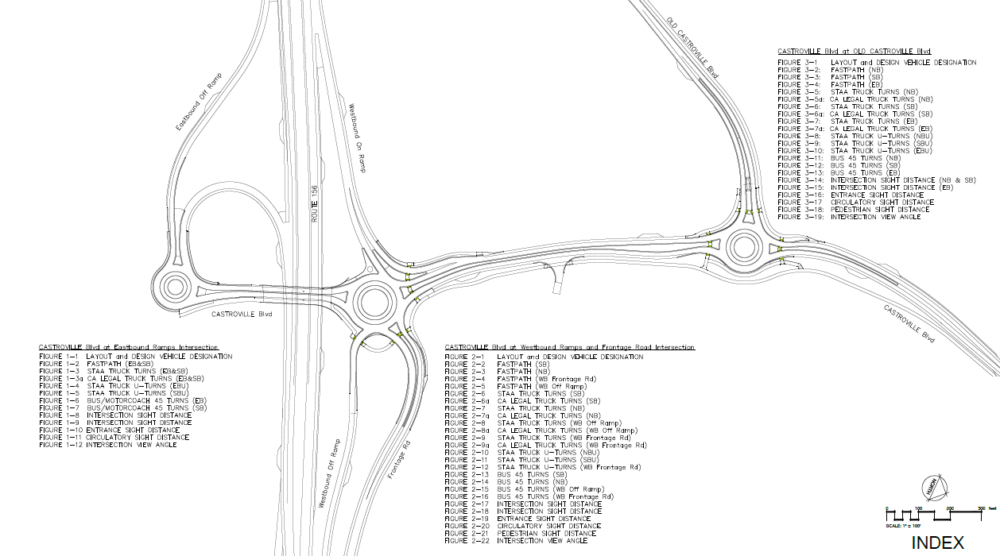 OLD CASTROVILLE Blvd
Eastbound Off Ramp
Westbound On Ramp
ROUTE 156
CASTROVILLE Blvd at OLD CASTROVILLE Blvd
FIGURE 3-1 LAYOUT and DESIGN VEHICLE DESIGNATION
FIGURE 3-2: FASTPATH (NB)
FIGURE 3-3: FASTPATH (SB)
FIGURE 3-4: FASTPATH (EB)
FIGURE 3-5: STAA TRUCK TURNS (NB)
FIGURE 3-5a: CA LEGAL TRUCK TURNS (NB)
FIGURE 3-6: STAA TRUCK TURNS (SB)
FIGURE 3-6a: CA LEGAL TRUCK TURNS (SB)
FIGURE 3-7: STAA TRUCK TURNS (EB)
FIGURE 3-7a: CA LEGAL TRUCK TURNS (EB)
FIGURE 3-8: STAA TRUCK U-TURNS (NBU)
FIGURE 3-9: STAA TRUCK U-TURNS (SBU)
FIGURE 3-10: STAA TRUCK U-TURNS (EBU)
FIGURE 3-11: BUS 45 TURNS (NB)
FIGURE 3-12: BUS 45 TURNS (SB)
FIGURE 3-13: BUS 45 TURNS (EB)
FIGURE 3-14: INTERSECTION SIGHT DISTANCE (NB & SB)
FIGURE 3-15: INTERSECTION SIGHT DISTANCE (EB)
FIGURE 3-16: ENTRANCE SIGHT DISTANCE
FIGURE 3-17 CIRCULATORY SIGHT DISTANCE
FIGURE 3-18: PEDESTRIAN SIGHT DISTANCE
FIGURE 3-19: INTERSECTION VIEW ANGLE
CASTROVILLE Blvd
CASTROVILLE Blvd
CASTROVILLE Blvd at Eastbound Ramps Intersection
FIGURE 1-1 LAYOUT and DESIGN VEHICLE DESIGNATION
FIGURE 1-2 FASTPATH (EB&SB)
FIGURE 1-3 STAA TRUCK TURNS (EB&SB)
FIGURE 1-3a CA LEGAL TRUCK TURNS (EB&SB)
FIGURE 1-4 STAA TRUCK U-TURNS (EBU)
FIGURE 1-5 STAA TRUCK U-TURNS (SBU)
FIGURE 1-6 BUS/MOTORCOACH 45 TURNS (EB)
FIGURE 1-7 BUS/MOTORCOACH 45 TURNS (SB)
FIGURE 1-8 INTERSECTION SIGHT DISTANCE
FIGURE 1-9 INTERSECTION SIGHT DISTANCE
FIGURE 1-10 ENTRANCE SIGHT DISTANCE
FIGURE 1-11 CIRCULATORY SIGHT DISTANCE
FIGURE 1-12 INTERSECTION VIEW ANGLE
Westbound Off Ramp
Frontage Rd
CASTROVILLE Blvd at Westbound Ramps and Frontage Road Intersection
FIGURE 2-1 LAYOUT and DESIGN VEHICLE DESIGNATION
FIGURE 2-2 FASTPATH (SB)
FIGURE 2-3 FASTPATH (NB)
FIGURE 2-4 FASTPATH (WB Frontage Rd)
FIGURE 2-5 FASTPATH (WB Off Ramp)
FIGURE 2-6 STAA TRUCK TURNS (SB)
FIGURE 2-6a CA LEGAL TRUCK TURNS (SB)
FIGURE 2-7 STAA TRUCK TURNS (NB)
FIGURE 2-7a CA LEGAL TRUCK TURNS (NB)
FIGURE 2-8 STAA TRUCK TURNS (WB Off Ramp)
FIGURE 2-8a CA LEGAL TRUCK TURNS (WB Off Ramp)
FIGURE 2-9 STAA TRUCK TURNS (WB Frontage Rd)
FIGURE 2-9a CA LEGAL TRUCK TURNS (WB Frontage Rd)
FIGURE 2-10 STAA TRUCK U-TURNS (NBU)
FIGURE 2-11 STAA TRUCK U-TURNS (SBU)
FIGURE 2-12 STAA TRUCK U-TURNS (WB Frontage Rd)
FIGURE 2-13 BUS 45 TURNS (SB)
FIGURE 2-14 BUS 45 TURNS (NB)
FIGURE 2-15 BUS 45 TURNS (WB Off Ramp)
FIGURE 2-16 BUS 45 TURNS (WB Frontage Rd)
FIGURE 2-17 INTERSECTION SIGHT DISTANCE
FIGURE 2-18 INTERSECTION SIGHT DISTANCE
FIGURE 2-19 ENTRANCE SIGHT DISTANCE
FIGURE 2-20 CIRCULATORY SIGHT DISTANCE
FIGURE 2-21 PEDESTRIAN SIGHT DISTANCE
FIGURE 2-22 INTERSECTION VIEW ANGLE
NORTH
0 100 200 300 feet
SCALE: 1" = 100'
INDEX